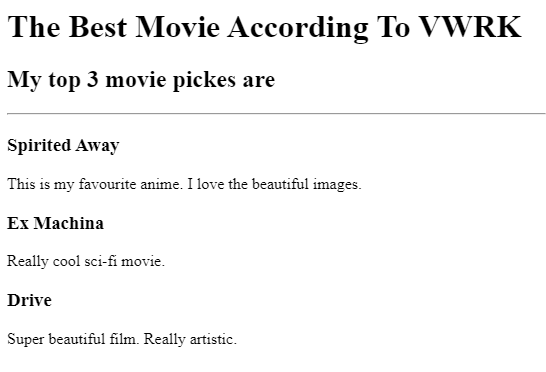 The Best Movie According To VWRK
My top 3 movie pickes are
Spirited Away
This is my favourite anime. I love the beautiful images.
Ex Machina
Really cool sci-fi movie.
Drive
Super beautiful film. Really artistic.